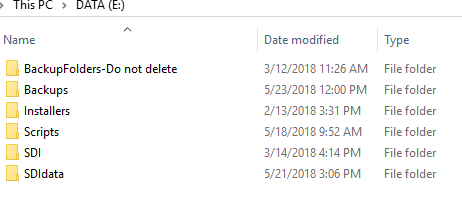 This PC > DATA (E:)
Name Date modified Type
BackupFolders-Do not delete 3/12/2018 11:26 AM File folder
Backups 5/23/2018 12:00 PM File folder
Installers 2/13/2018 3:31 PM File folder
Scripts 5/18/2018 9:52 AM File folder
SDI 3/14/2018 4:14 PM File folder
SDIdata 5/21/2018 3:06 PM File folder